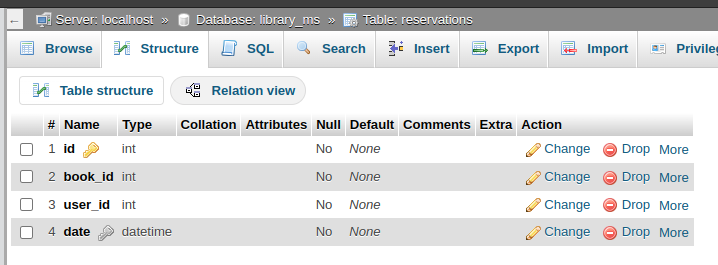 ← Server: localhost » Database: library_ms » Table: reservations
Browse Structure SQL Search Insert Export Import Privileg
Table structure Relation view
# Name Type Collation Attributes Null Default Comments Extra Action
1 id int No None Change Drop More
2 book_id int No None Change Drop More
3 user_id int No None Change Drop More
4 date datetime No None Change Drop More